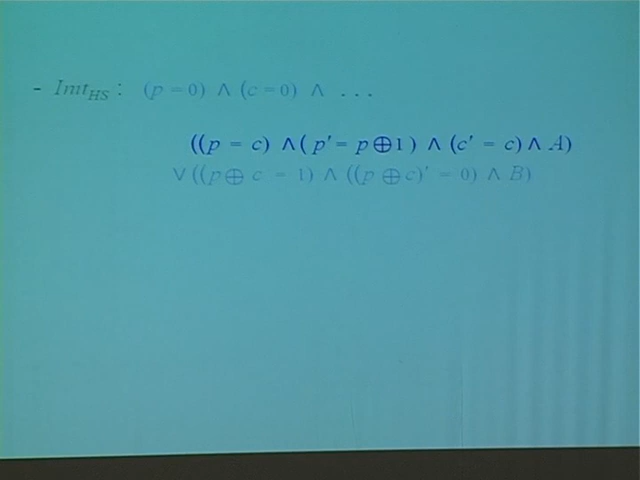 - Init_HS : (p = 0) ∧ (c = 0) ∧ . . .
((p = c) ∧ (p′ = p ⊕ 1) ∧ (c′ = c) ∧ A)
∨ ((p ⊕ c = 1) ∧ ((p ⊕ c)′ = 0) ∧ B)